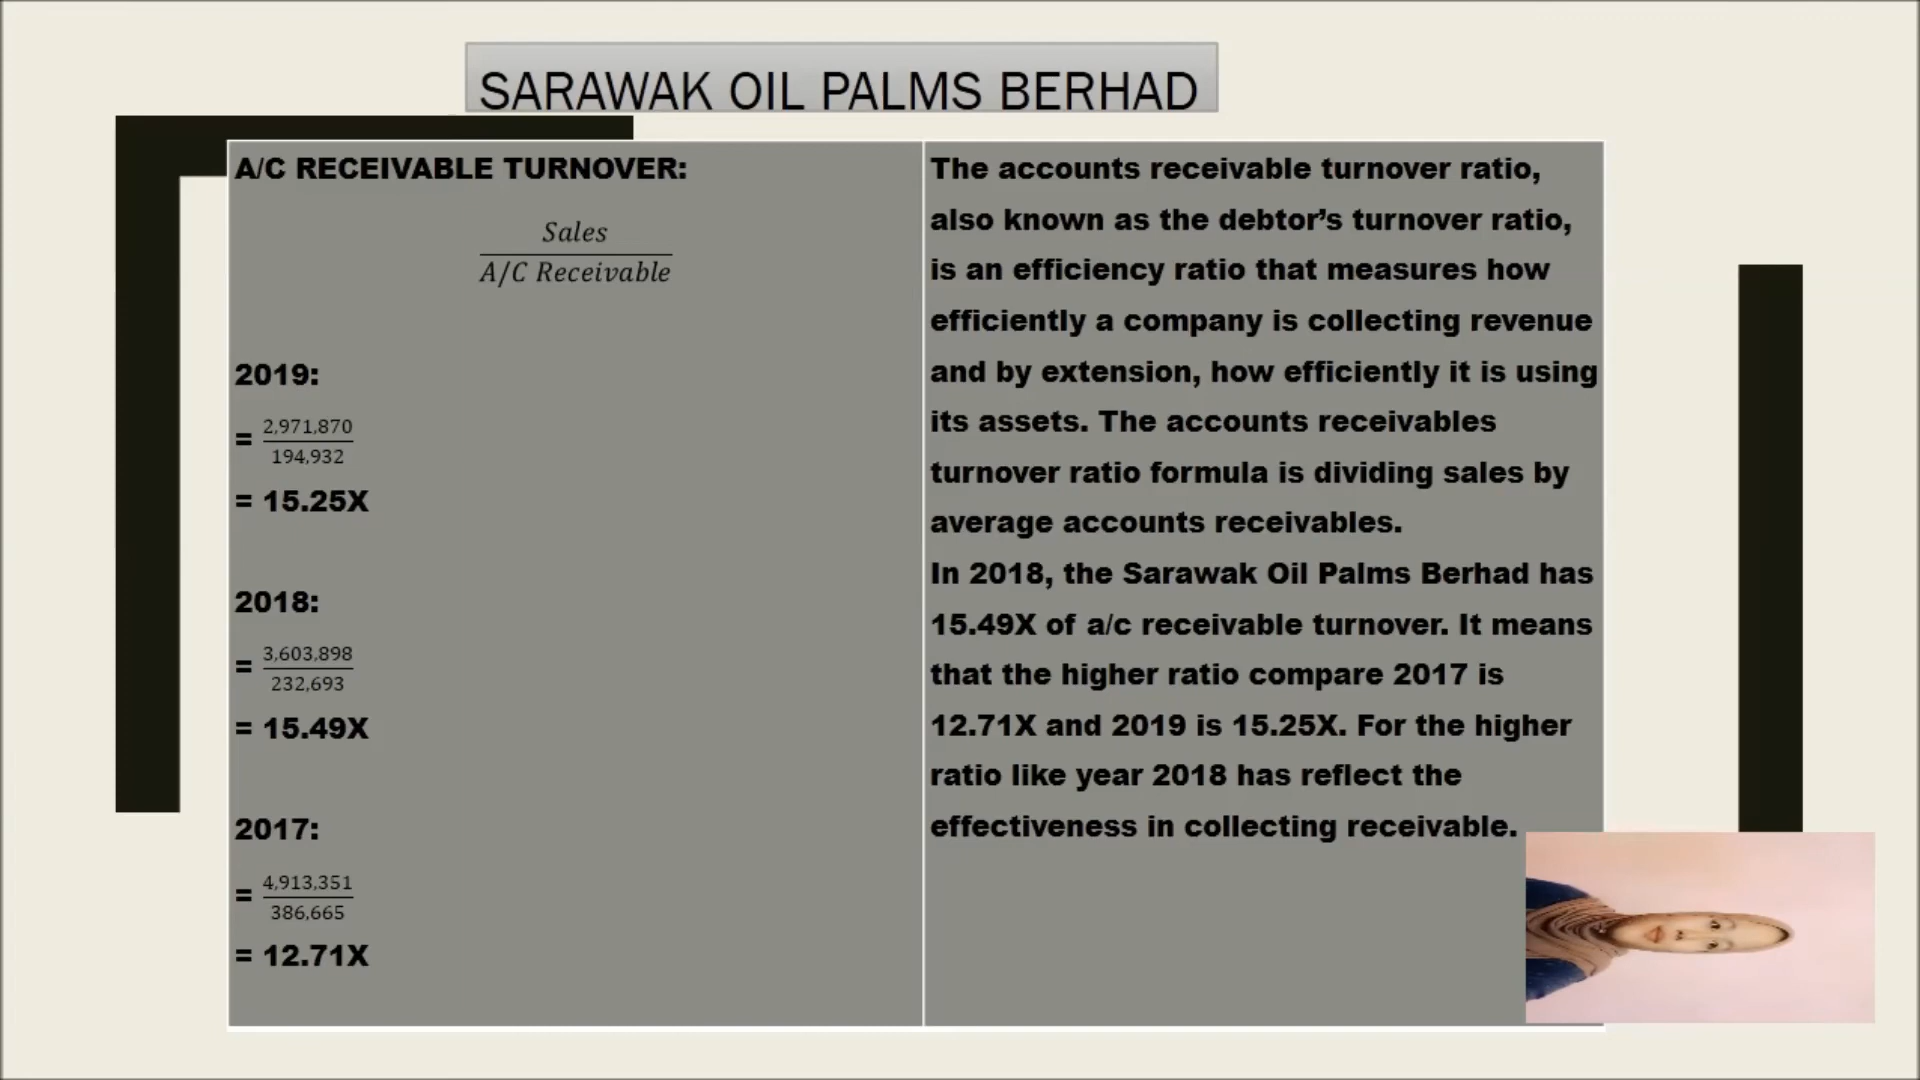 SARAWAK OIL PALMS BERHAD
A/C RECEIVABLE TURNOVER:
Sales
A/C Receivable
2019:
= 2,971,870
194,932
= 15.25X
2018:
= 3,603,898
232,693
= 15.49X
2017:
= 4,913,351
386,665
= 12.71X
The accounts receivable turnover ratio,
also known as the debtor’s turnover ratio,
is an efficiency ratio that measures how
efficiently a company is collecting revenue
and by extension, how efficiently it is using
its assets. The accounts receivables
turnover ratio formula is dividing sales by
average accounts receivables.
In 2018, the Sarawak Oil Palms Berhad has
15.49X of a/c receivable turnover. It means
that the higher ratio compare 2017 is
12.71X and 2019 is 15.25X. For the higher
ratio like year 2018 has reflect the
effectiveness in collecting receivable.